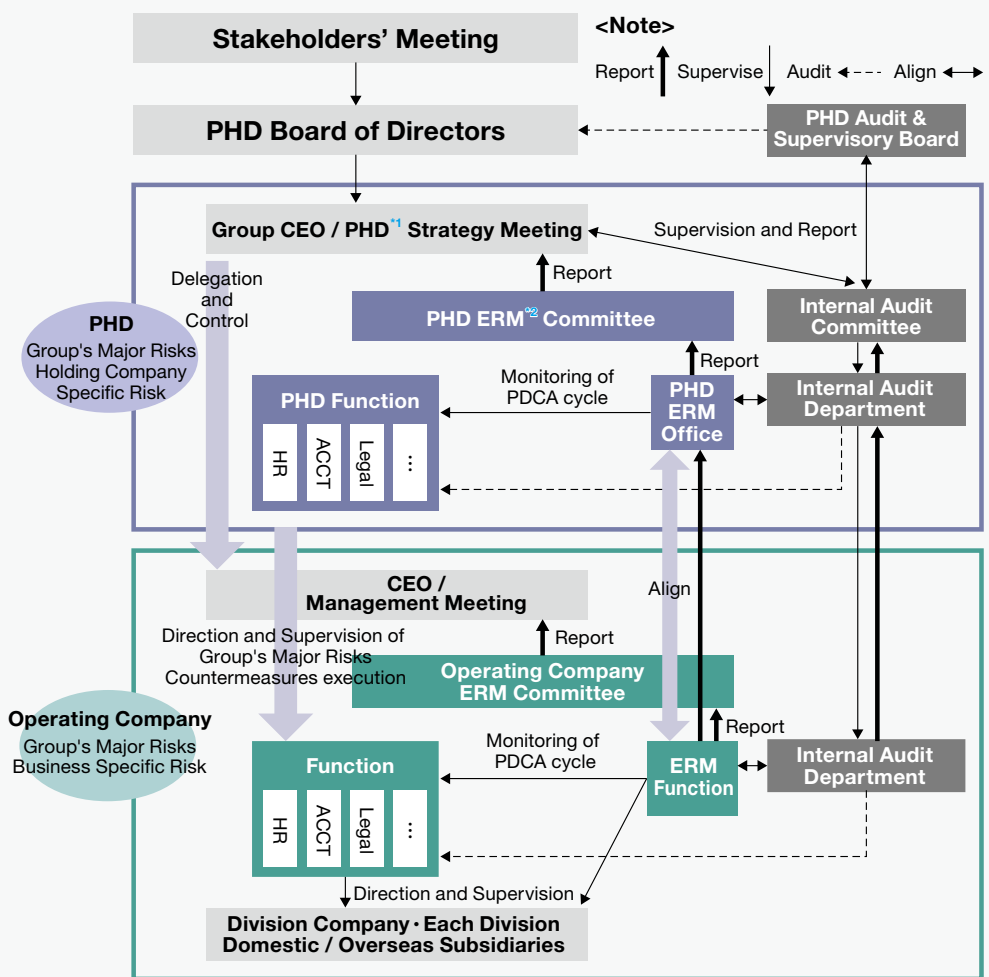 Stakeholders' Meeting
<Note>
Report
Supervise
Audit
Align
PHD Board of Directors
PHD Audit &
Supervisory Board
Group CEO / PHD*1 Strategy Meeting
Supervision and Report
Delegation
and
Control
Report
PHD ERM*2 Committee
Internal Audit
Committee
PHD
Group's Major Risks
Holding Company
Specific Risk
Report
Monitoring of
PDCA cycle
PHD Function
HR
ACCT
Legal
...
PHD
ERM
Office
Internal Audit
Department
CEO /
Management Meeting
Align
Direction and Supervision of
Group's Major Risks
Countermeasures execution
Report
Operating Company
ERM Committee
Operating Company
Group's Major Risks
Business Specific Risk
Report
Monitoring of
PDCA cycle
Function
HR
ACCT
Legal
...
ERM
Function
Internal Audit
Department
Direction and Supervision
Division Company・Each Division
Domestic / Overseas Subsidiaries